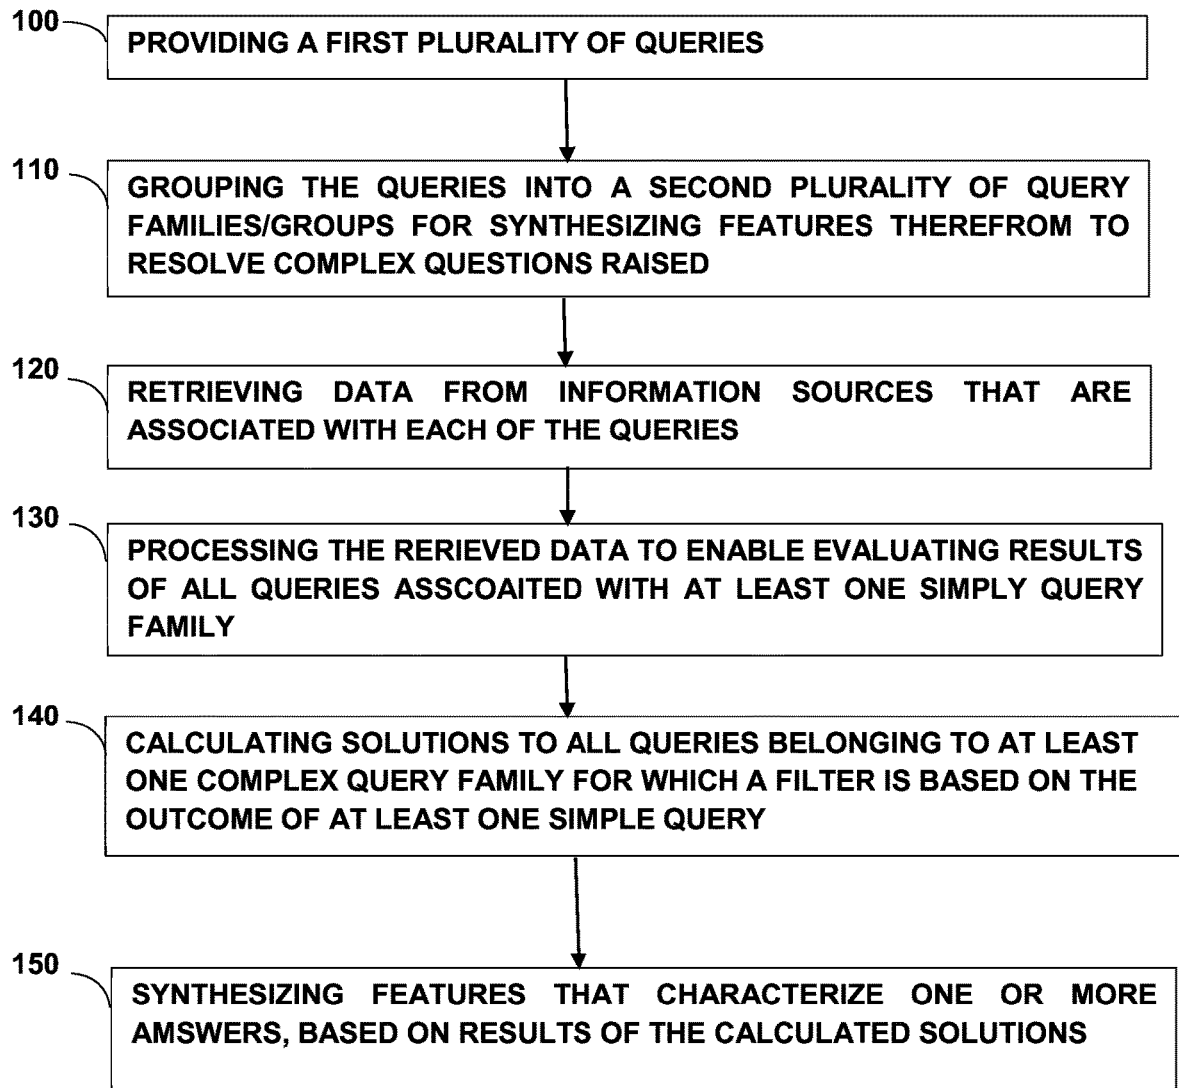 100
PROVIDING A FIRST PLURALITY OF QUERIES
110
GROUPING THE QUERIES INTO A SECOND PLURALITY OF QUERY
FAMILIES/GROUPS FOR SYNTHESIZING FEATURES THEREFROM TO
RESOLVE COMPLEX QUESTIONS RAISED
120
RETRIEVING DATA FROM INFORMATION SOURCES THAT ARE
ASSOCIATED WITH EACH OF THE QUERIES
130
PROCESSING THE RERIEVED DATA TO ENABLE EVALUATING RESULTS
OF ALL QUERIES ASSCOAITED WITH AT LEAST ONE SIMPLY QUERY
FAMILY
140
CALCULATING SOLUTIONS TO ALL QUERIES BELONGING TO AT LEAST
ONE COMPLEX QUERY FAMILY FOR WHICH A FILTER IS BASED ON THE
OUTCOME OF AT LEAST ONE SIMPLE QUERY
150
SYNTHESIZING FEATURES THAT CHARACTERIZE ONE OR MORE
AMSWERS, BASED ON RESULTS OF THE CALCULATED SOLUTIONS